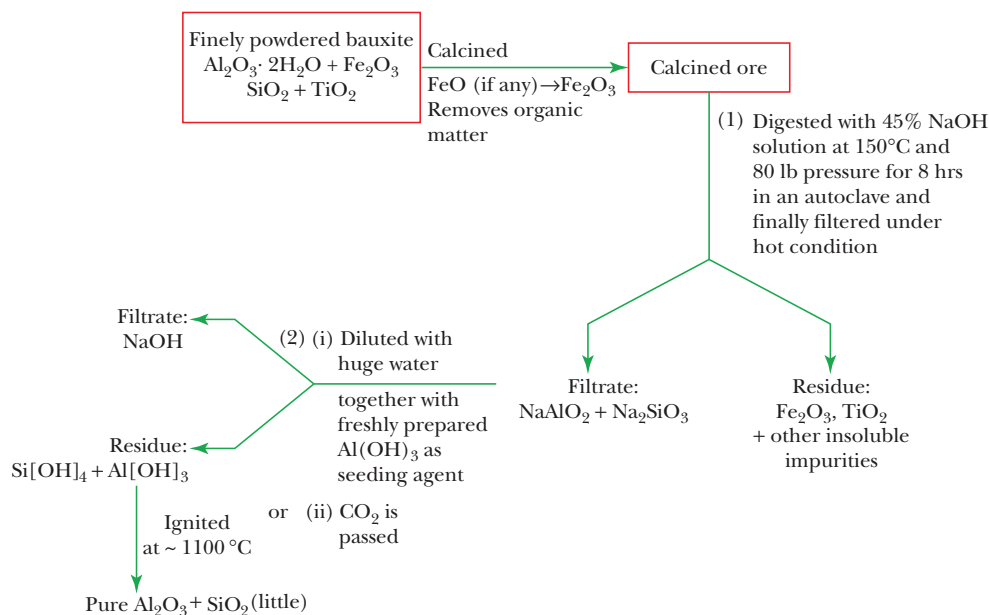 Finely powdered bauxite
Al₂O₃· 2H₂O + Fe₂O₃
SiO₂ + TiO₂
Calcined
FeO (if any)→Fe₂O₃
Removes organic
matter
Calcined ore
(1) Digested with 45% NaOH
solution at 150°C and
80 lb pressure for 8 hrs
in an autoclave and
finally filtered under
hot condition
Filtrate:
NaAlO₂ + Na₂SiO₃
Residue:
Fe₂O₃, TiO₂
+ other insoluble
impurities
(2) (i) Diluted with
huge water
together with
freshly prepared
Al(OH)₃ as
seeding agent
or (ii) CO₂ is
passed
Filtrate:
NaOH
Residue:
Si[OH]₄ + Al[OH]₃
Ignited
at ~ 1100 °C
Pure Al₂O₃ + SiO₂ (little)